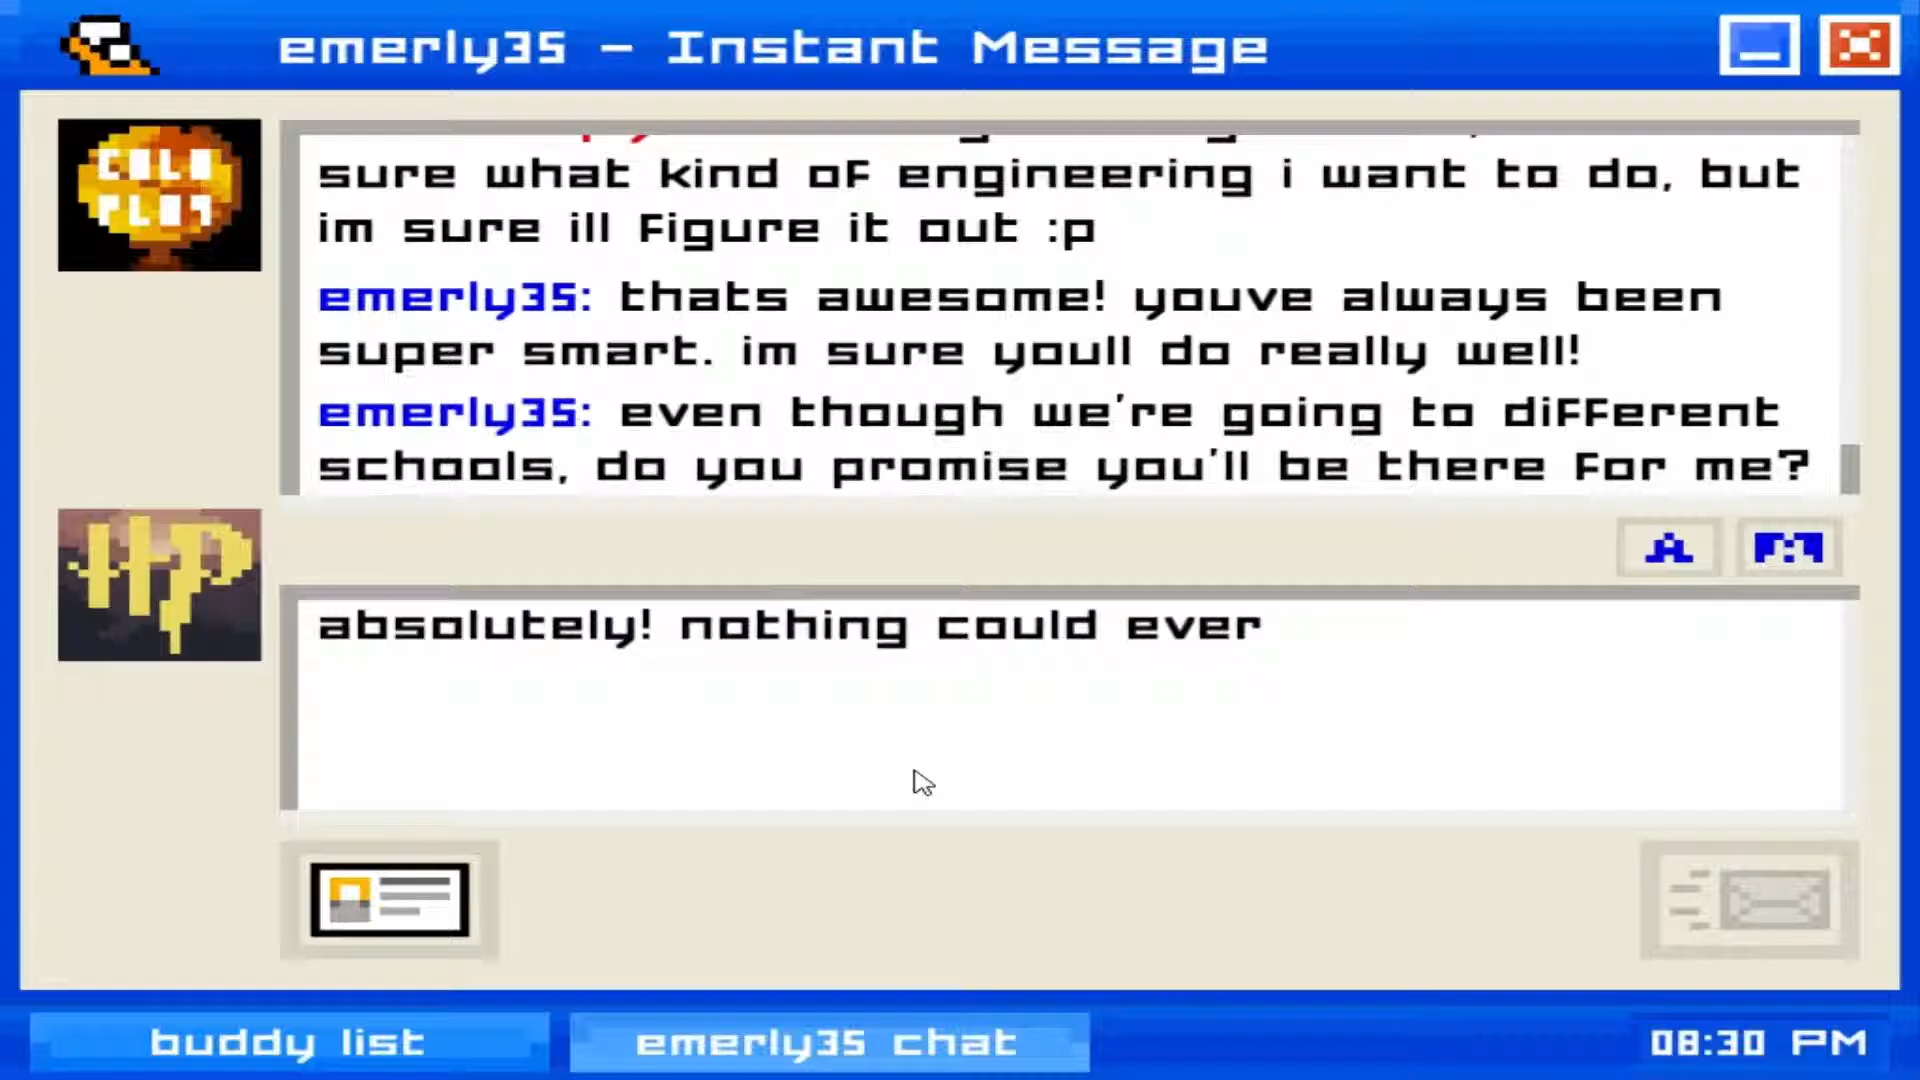 emerly35 - Instant Message
COLD
PLAY
sure what kind of engineering i want to do, but
im sure ill figure it out :p
emerly35: thats awesome! youve always been
super smart. im sure youll do really well!
emerly35: even though we're going to different
schools, do you promise you'll be there for me?
HP
A
absolutely! nothing could ever
buddy list
emerly35 chat
08:30 PM